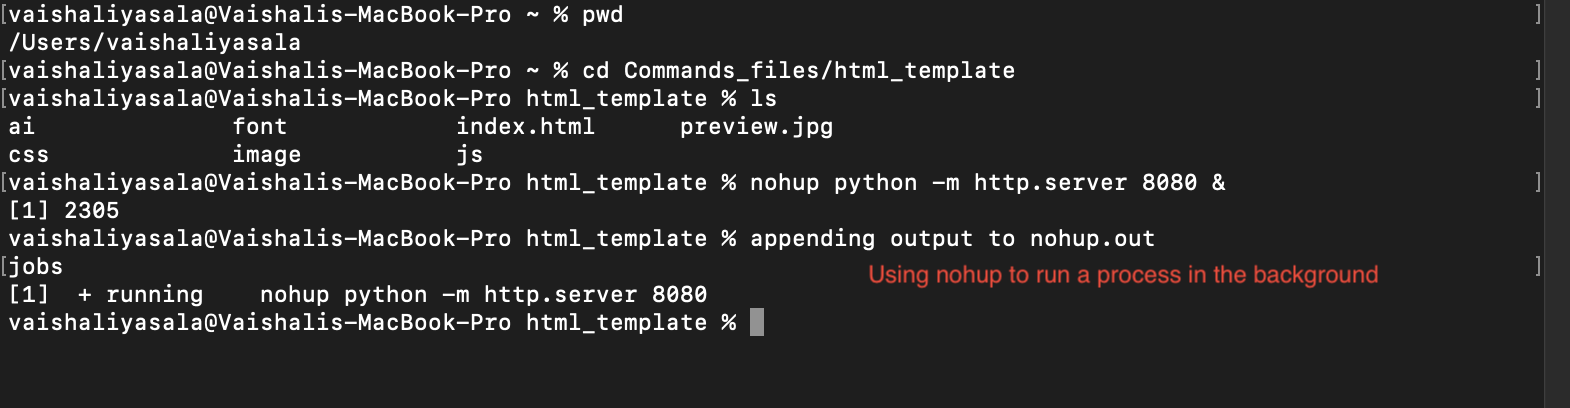 [vaishaliyasala@Vaishalis-MacBook-Pro ~ % pwd ]
/Users/vaishaliyasala
[vaishaliyasala@Vaishalis-MacBook-Pro ~ % cd Commands_files/html_template ]
[vaishaliyasala@Vaishalis-MacBook-Pro html_template % ls ]
ai font index.html preview.jpg
css image js
[vaishaliyasala@Vaishalis-MacBook-Pro html_template % nohup python -m http.server 8080 & ]
[1] 2305
vaishaliyasala@Vaishalis-MacBook-Pro html_template % appending output to nohup.out
[jobs ]
Using nohup to run a process in the background
[1] + running nohup python -m http.server 8080
vaishaliyasala@Vaishalis-MacBook-Pro html_template %